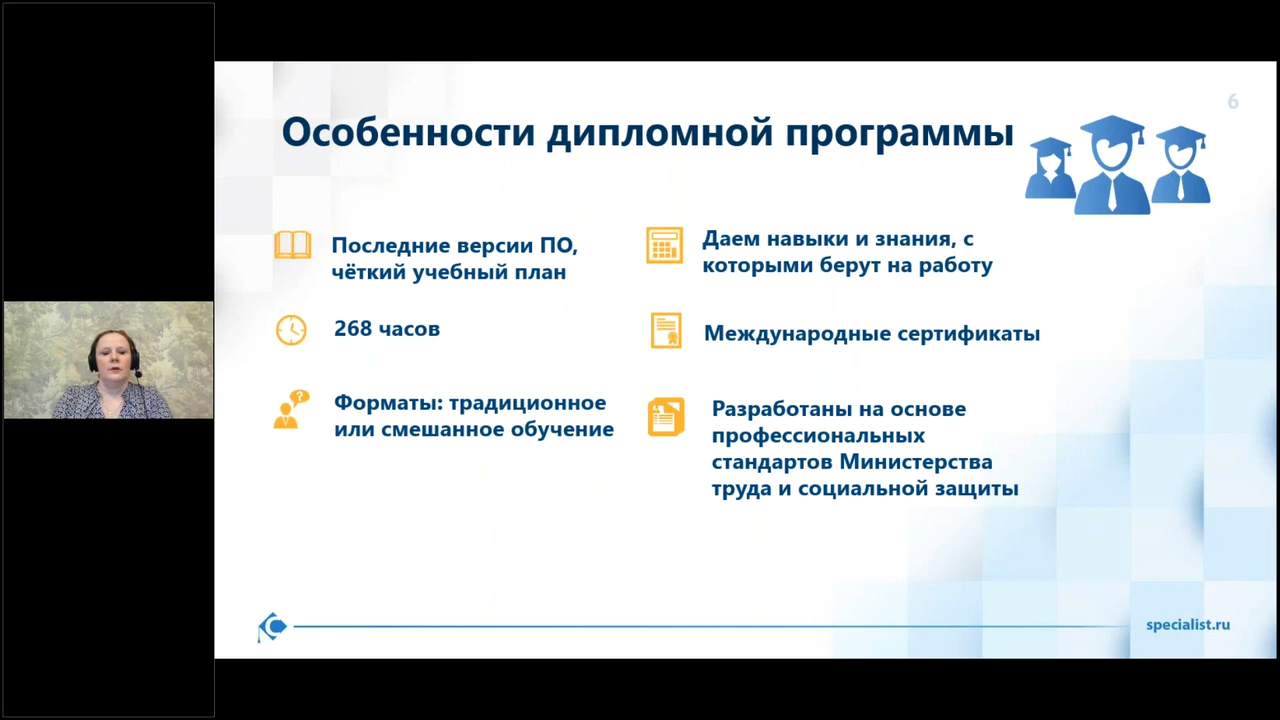 6
Особенности дипломной программы
Последние версии ПО,
чёткий учебный план
268 часов
Форматы: традиционное
или смешанное обучение
Даем навыки и знания, с
которыми берут на работу
Международные сертификаты
Разработаны на основе
профессиональных
стандартов Министерства
труда и социальной защиты
specialist.ru